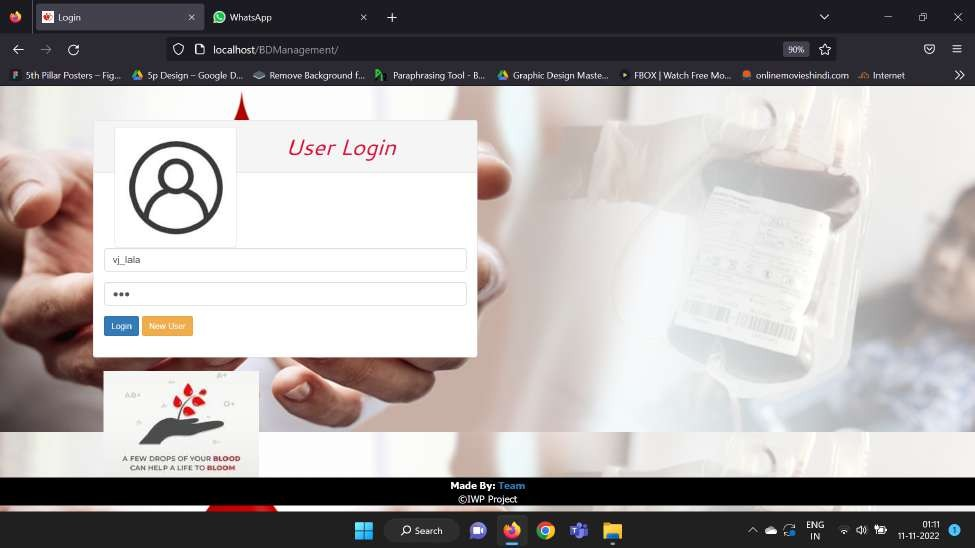 Login
WhatsApp
localhost/BDManagement/
90%
5th Pillar Posters – Fig...
5p Design – Google D...
Remove Background f...
Paraphrasing Tool - B...
Graphic Design Maste...
FBOX | Watch Free Mo...
onlinemovieshindi.com
Internet
User Login
vj_lala
Login
New User
A+
AB+
O+
B+
A FEW DROPS OF YOUR BLOOD
CAN HELP A LIFE TO BLOOM
Made By: Team
©IWP Project
Search
ENG
IN
01:11
11-11-2022
1